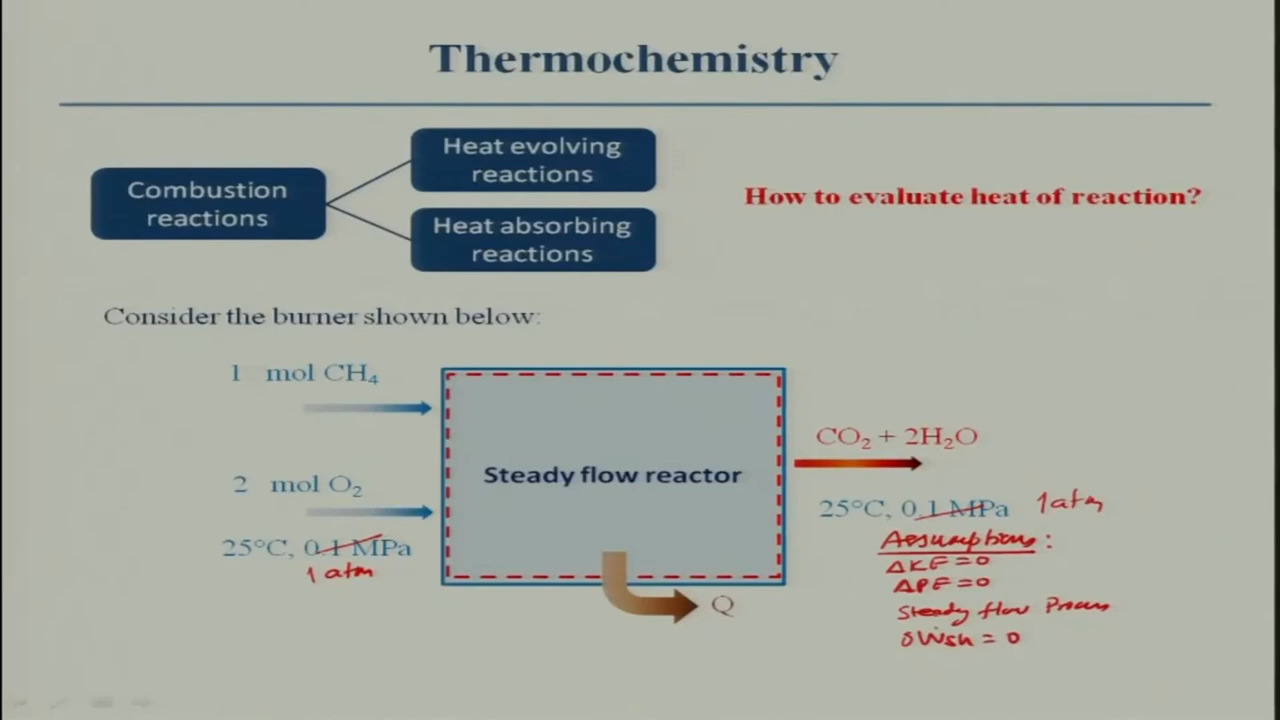 Thermochemistry
Combustion
reactions
Heat evolving
reactions
Heat absorbing
reactions
How to evaluate heat of reaction?
Consider the burner shown below:
1 mol CH₄
2 mol O₂
25°C, 0.1 MPa
1 atm
Steady flow reactor
Q
CO₂ + 2H₂O
25°C, 0.1 MPa 1 atm
Assumptions:
ΔKE = 0
ΔPE = 0
Steady flow Process
δẆsh = 0